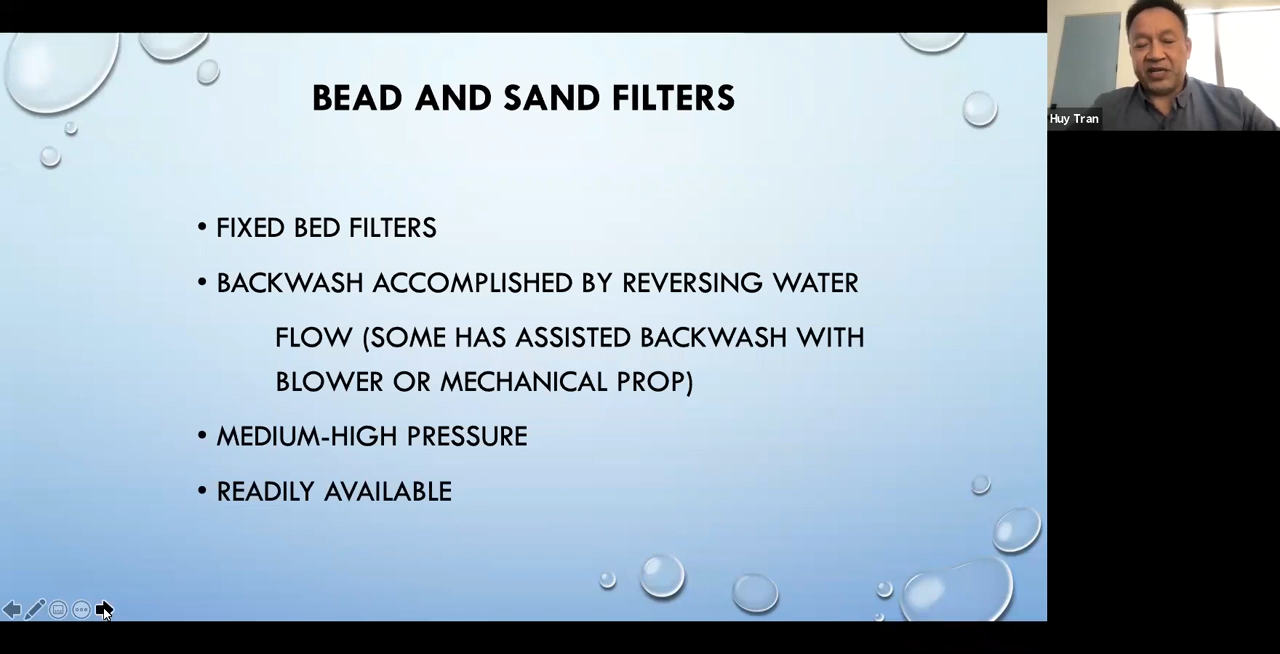 BEAD AND SAND FILTERS
• FIXED BED FILTERS
• BACKWASH ACCOMPLISHED BY REVERSING WATER
FLOW (SOME HAS ASSISTED BACKWASH WITH
BLOWER OR MECHANICAL PROP)
• MEDIUM-HIGH PRESSURE
• READILY AVAILABLE
Huy Tran